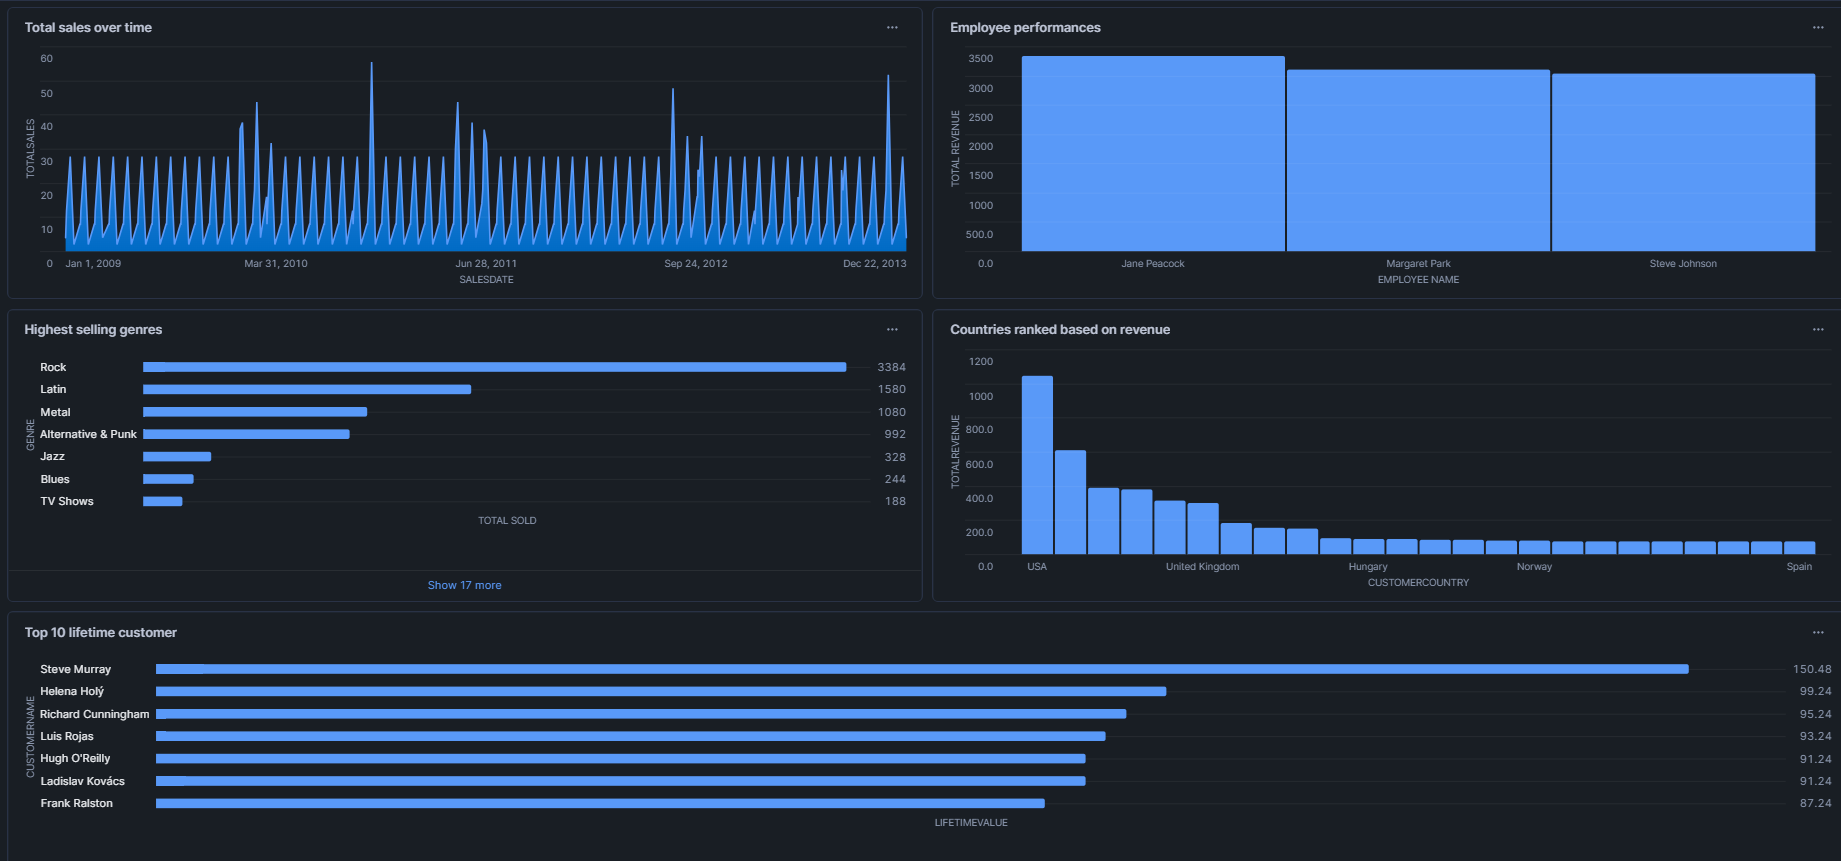 Total sales over time
...
60
50
40
30
20
10
0
TOTALSALES
Jan 1, 2009 Mar 31, 2010 Jun 28, 2011 Sep 24, 2012 Dec 22, 2013
SALESDATE
Employee performances
...
3500
3000
2500
2000
1500
1000
500.0
0.0
TOTAL REVENUE
Jane Peacock Margaret Park Steve Johnson
EMPLOYEE NAME
Highest selling genres
...
GENRE
Rock 3384
Latin 1580
Metal 1080
Alternative & Punk 992
Jazz 328
Blues 244
TV Shows 188
TOTAL SOLD
Show 17 more
Countries ranked based on revenue
...
1200
1000
800.0
600.0
400.0
200.0
0.0
TOTALREVENUE
USA United Kingdom Hungary Norway Spain
CUSTOMERCOUNTRY
Top 10 lifetime customer
...
CUSTOMERNAME
Steve Murray 150.48
Helena Holý 99.24
Richard Cunningham 95.24
Luis Rojas 93.24
Hugh O'Reilly 91.24
Ladislav Kovács 91.24
Frank Ralston 87.24
LIFETIMEVALUE